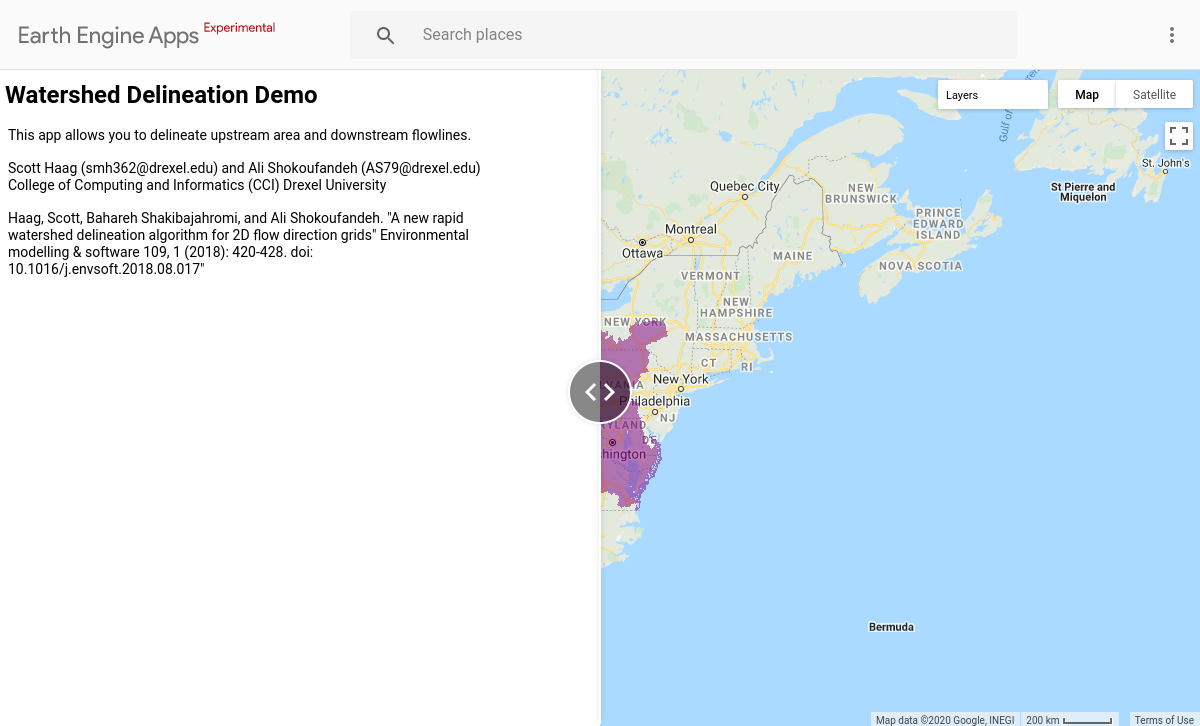 Earth Engine Apps Experimental
Search places
Watershed Delineation Demo
This app allows you to delineate upstream area and downstream flowlines.
Scott Haag (smh362@drexel.edu) and Ali Shokoufandeh (AS79@drexel.edu)
College of Computing and Informatics (CCI) Drexel University
Haag, Scott, Bahareh Shakibajahromi, and Ali Shokoufandeh. "A new rapid
watershed delineation algorithm for 2D flow direction grids" Environmental
modelling & software 109, 1 (2018): 420-428. doi:
10.1016/j.envsoft.2018.08.017"
Layers
Map
Satellite
Gulf of
St. John's
St Pierre and
Miquelon
Quebec City
NEW
BRUNSWICK
PRINCE
EDWARD
ISLAND
Montreal
Ottawa
MAINE
NOVA SCOTIA
VERMONT
NEW
HAMPSHIRE
NEW YORK
MASSACHUSETTS
CT
RI
New York
VANIA
Philadelphia
NJ
RYLAND
DE
hington
Bermuda
Map data ©2020 Google, INEGI
200 km
Terms of Use